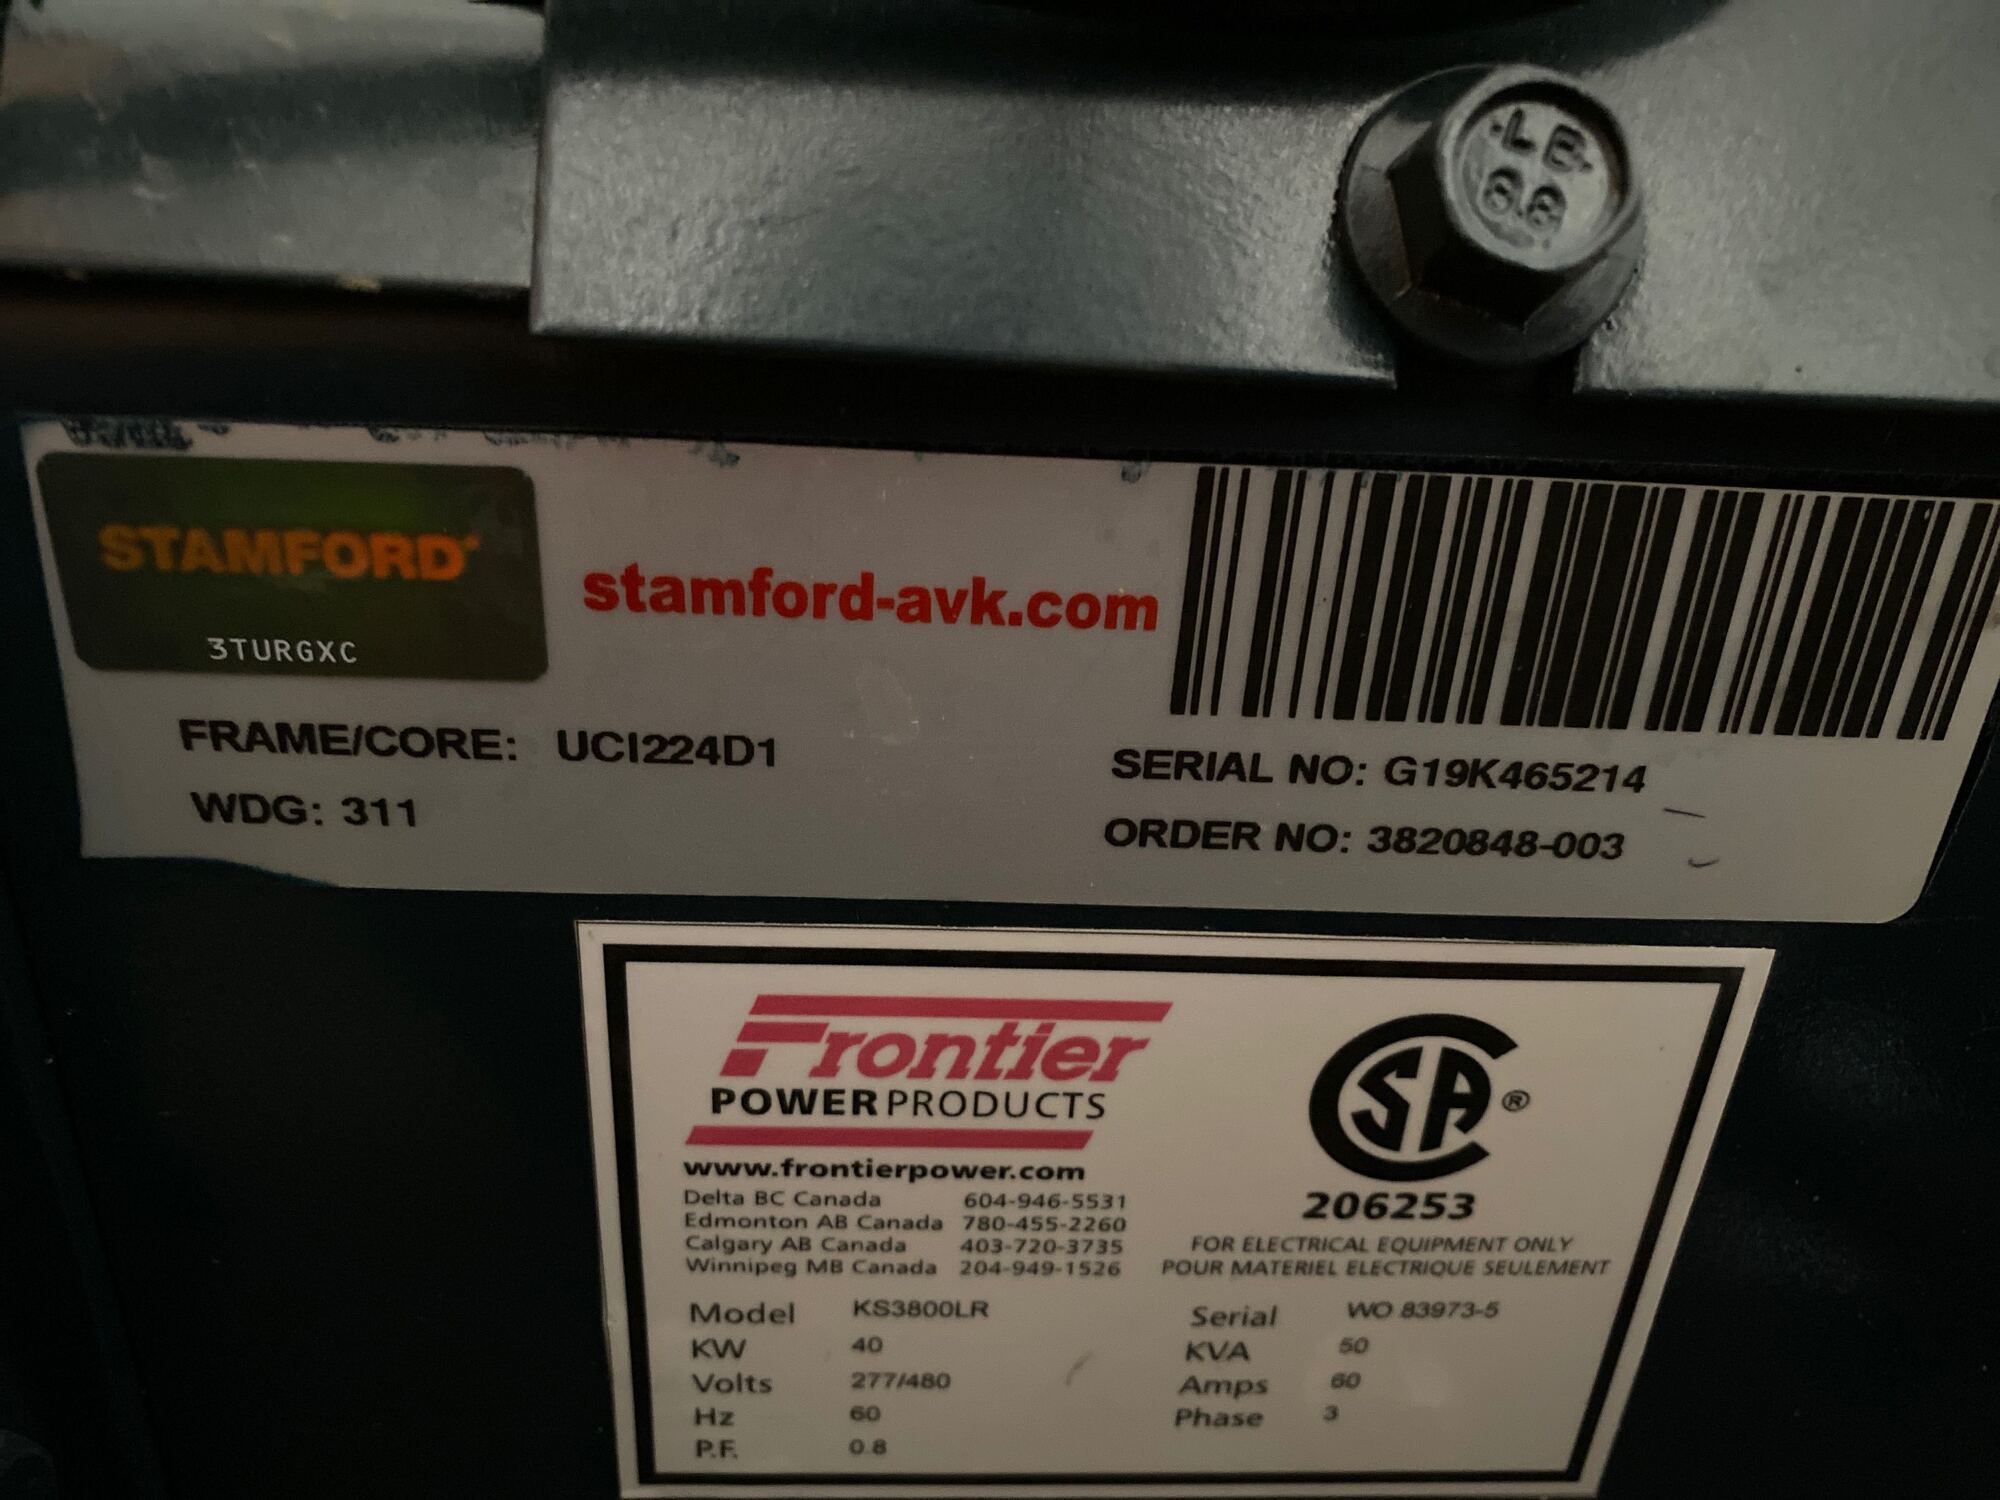 LE
8.8
STAMFORD
3TURGXC
stamford-avk.com
FRAME/CORE: UCI224D1
WDG: 311
SERIAL NO: G19K465214
ORDER NO: 3820848-003
Frontier
POWER PRODUCTS
www.frontierpower.com
Delta BC Canada 604-946-5531
Edmonton AB Canada 780-455-2260
Calgary AB Canada 403-720-3735
Winnipeg MB Canada 204-949-1526
CSA ®
206253
FOR ELECTRICAL EQUIPMENT ONLY
POUR MATERIEL ELECTRIQUE SEULEMENT
Model KS3800LR Serial WO 83973-5
KW 40 KVA 50
Volts 277/480 Amps 60
Hz 60 Phase 3
P.F. 0.8